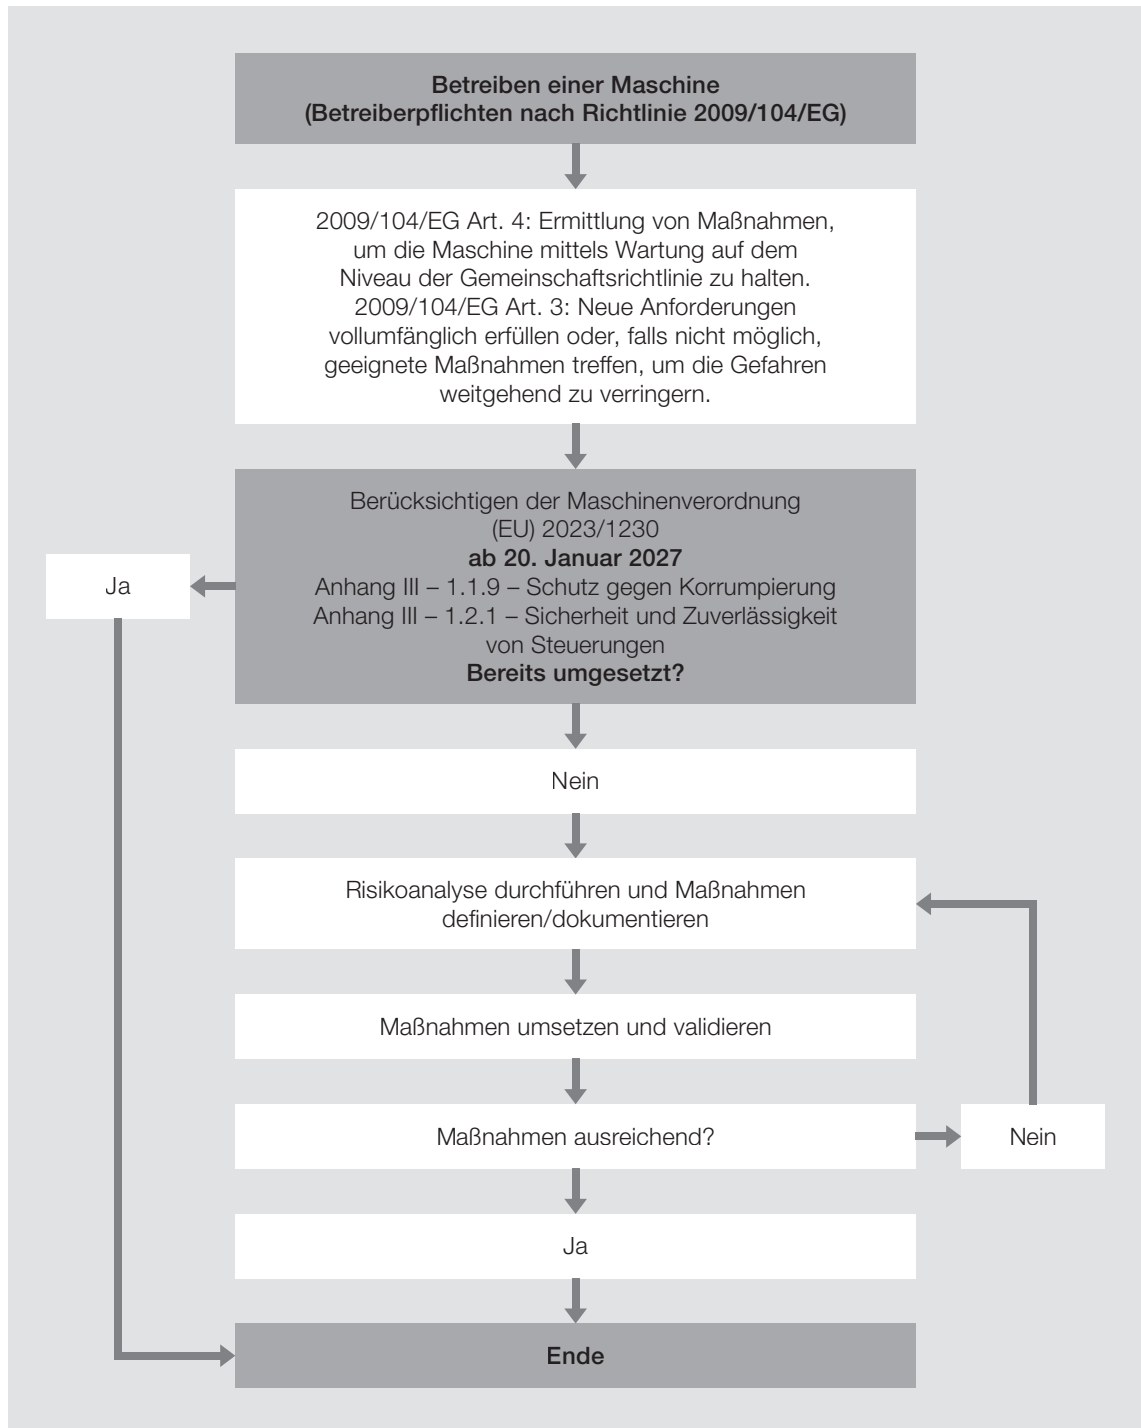 Betreiben einer Maschine
(Betreiberpflichten nach Richtlinie 2009/104/EG)
2009/104/EG Art. 4: Ermittlung von Maßnahmen,
um die Maschine mittels Wartung auf dem
Niveau der Gemeinschaftsrichtlinie zu halten.
2009/104/EG Art. 3: Neue Anforderungen
vollumfänglich erfüllen oder, falls nicht möglich,
geeignete Maßnahmen treffen, um die Gefahren
weitgehend zu verringern.
Berücksichtigen der Maschinenverordnung
(EU) 2023/1230
ab 20. Januar 2027
Anhang III – 1.1.9 – Schutz gegen Korrumpierung
Anhang III – 1.2.1 – Sicherheit und Zuverlässigkeit
von Steuerungen
Bereits umgesetzt?
Ja
Nein
Risikoanalyse durchführen und Maßnahmen
definieren/dokumentieren
Maßnahmen umsetzen und validieren
Maßnahmen ausreichend?
Nein
Ja
Ende